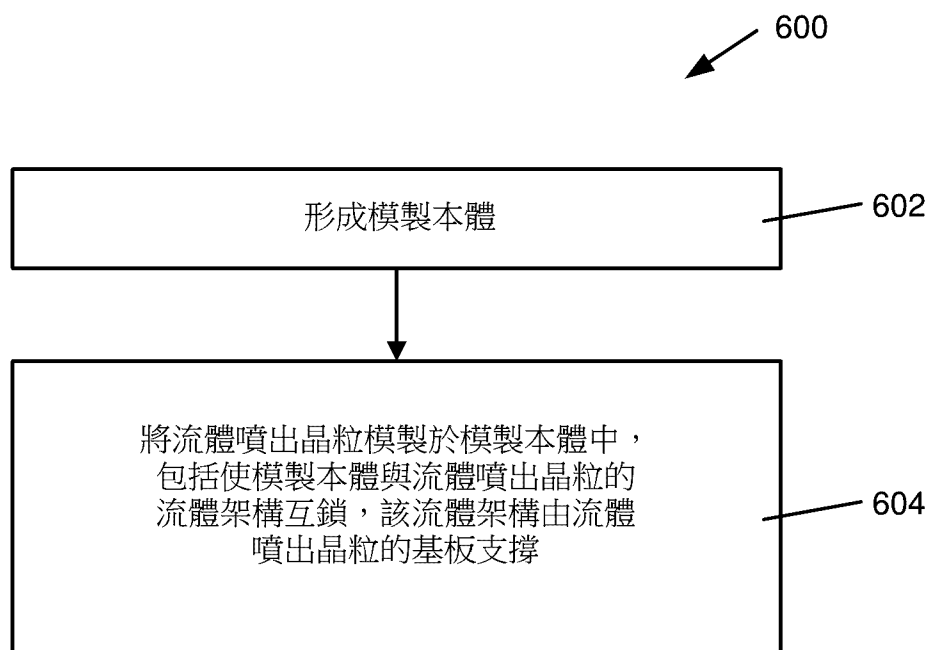 600
形成模製本體
602
將流體噴出晶粒模製於模製本體中，
包括使模製本體與流體噴出晶粒的
流體架構互鎖，該流體架構由流體
噴出晶粒的基板支撐
604